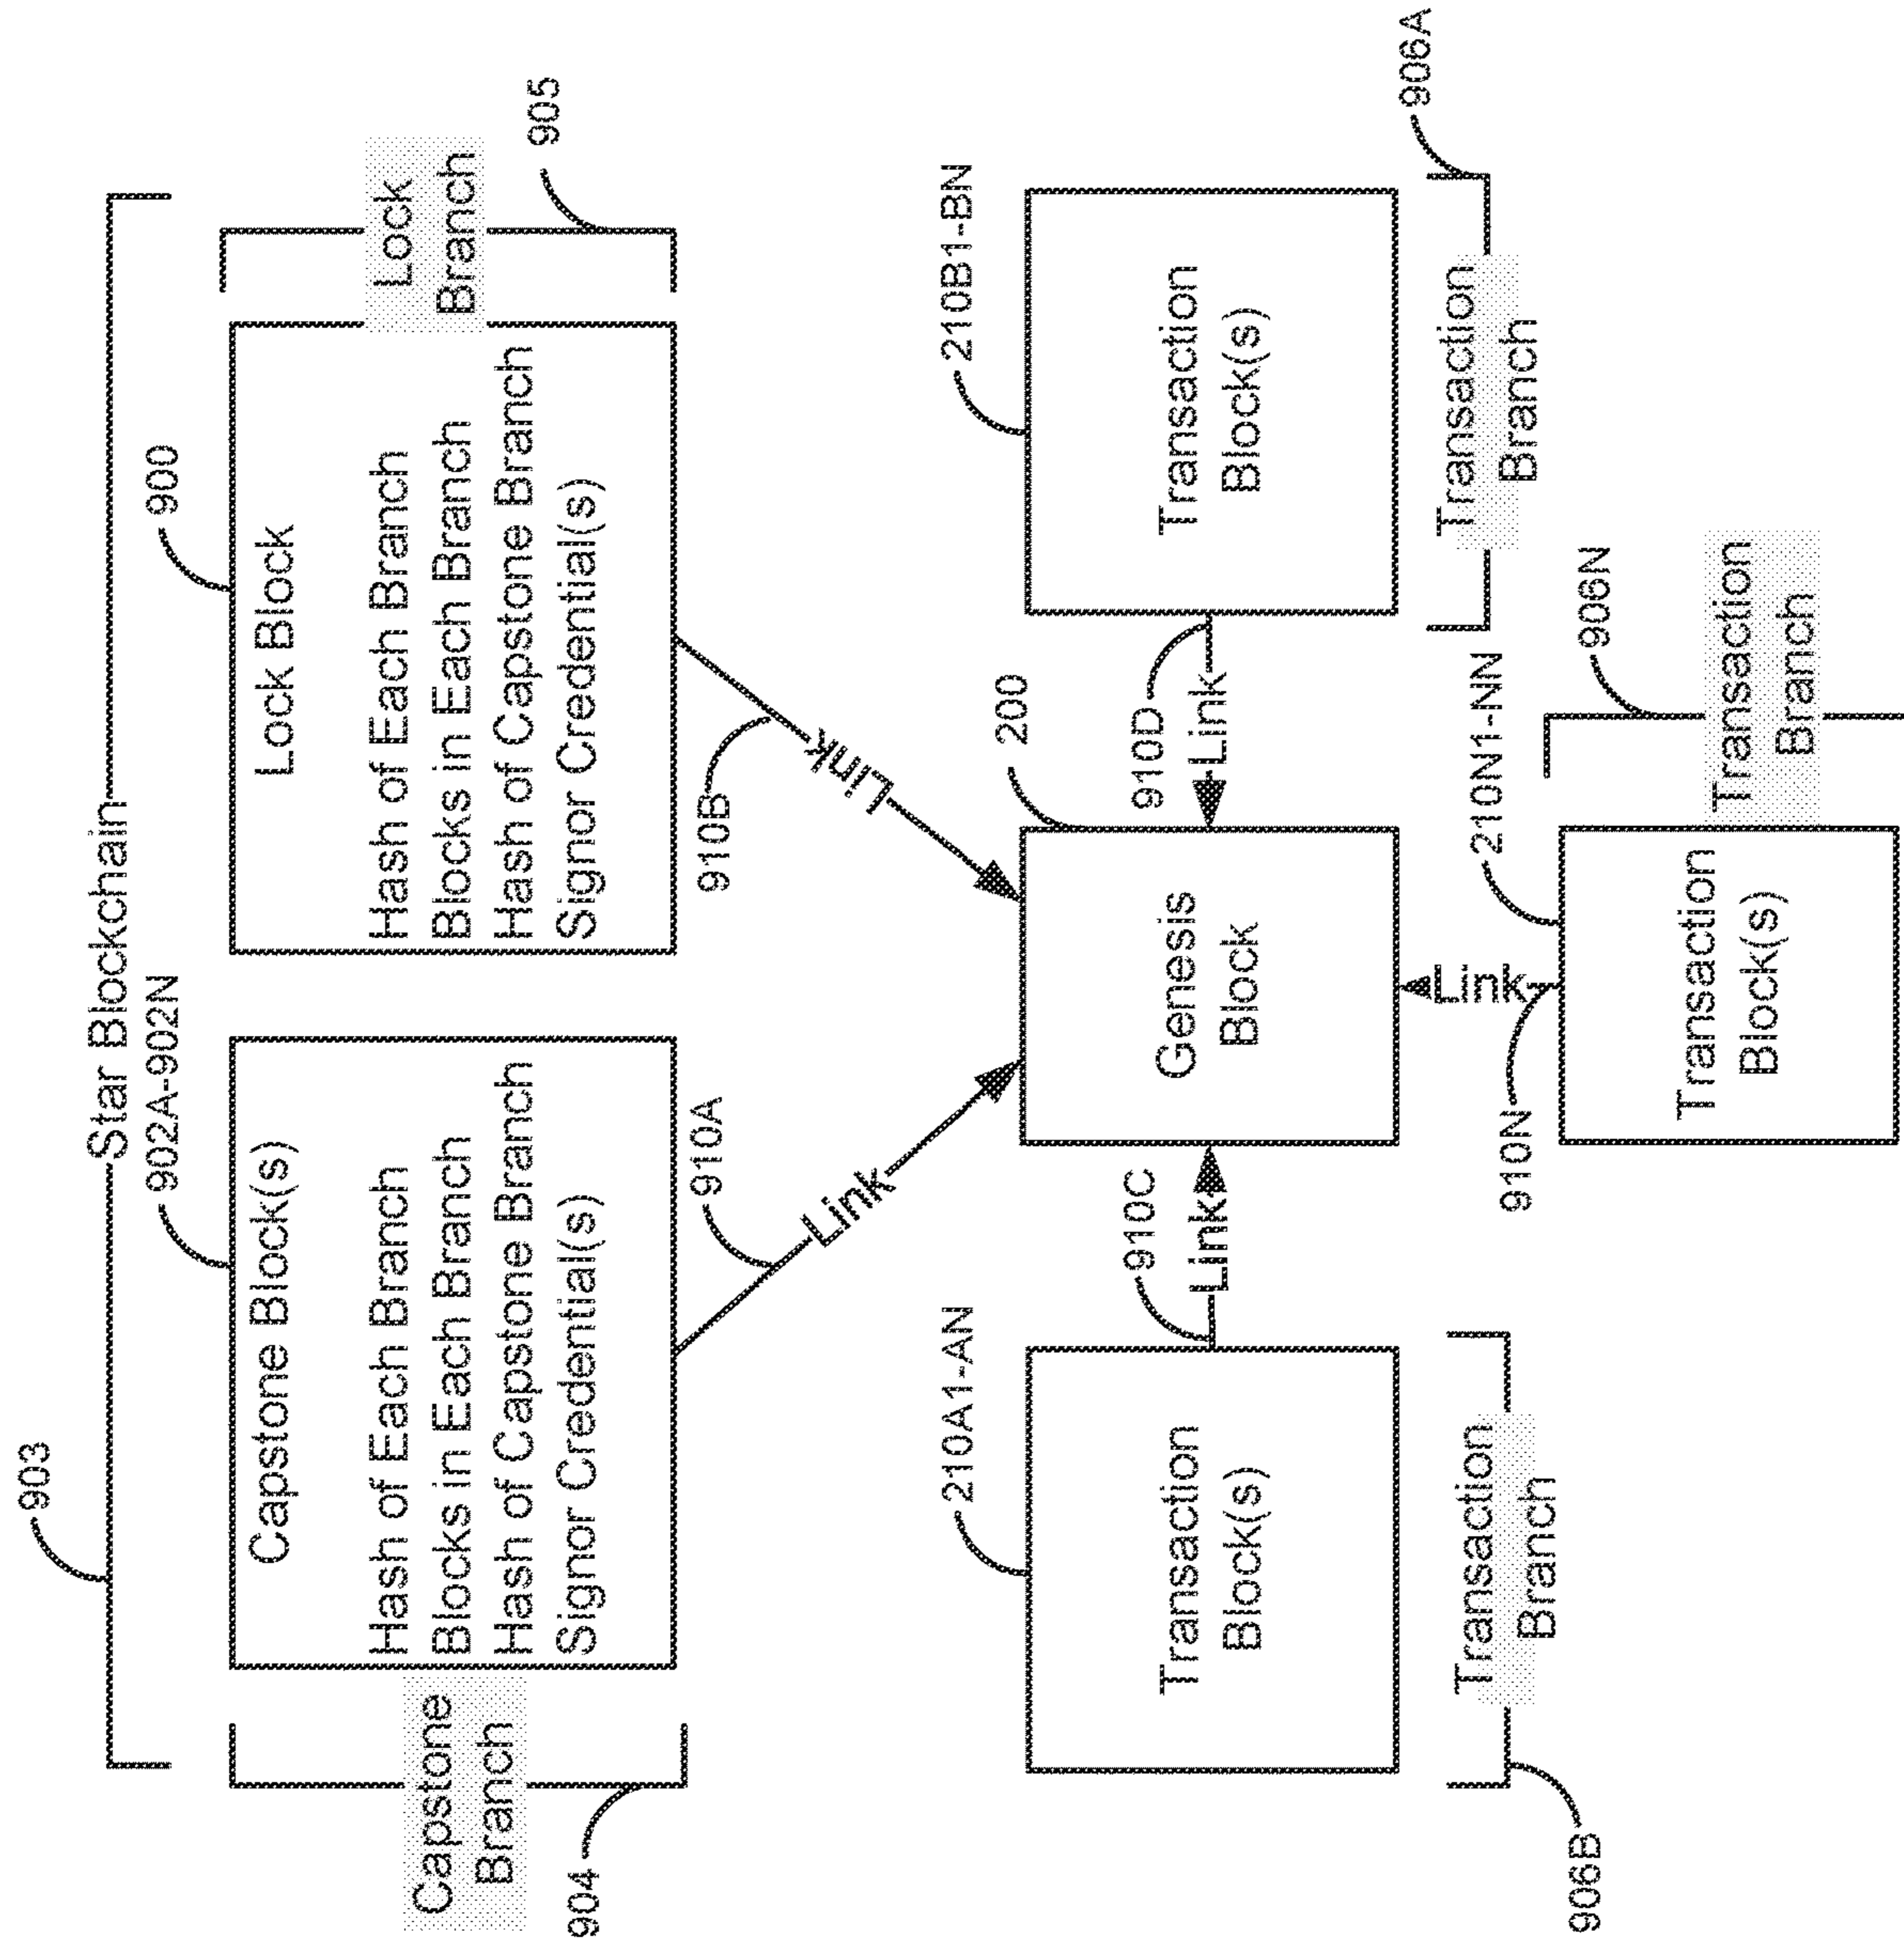 903
Star Blockchain
902A-902N
900
Capstone Branch
904
Capstone Block(s)
Hash of Each Branch
Blocks in Each Branch
Hash of Capstone Branch
Signor Credential(s)
Lock Block
Hash of Each Branch
Blocks in Each Branch
Hash of Capstone Branch
Signor Credential(s)
Lock
Branch
905
910A
Link
910B
Link
210A1-AN
Transaction
Block(s)
910C
Link
200
Genesis
Block
910D
Link
210B1-BN
Transaction
Block(s)
Transaction
Branch
906B
910N
Link
210N1-NN
Transaction
Block(s)
906N
Transaction
Branch
Transaction
Branch
906A